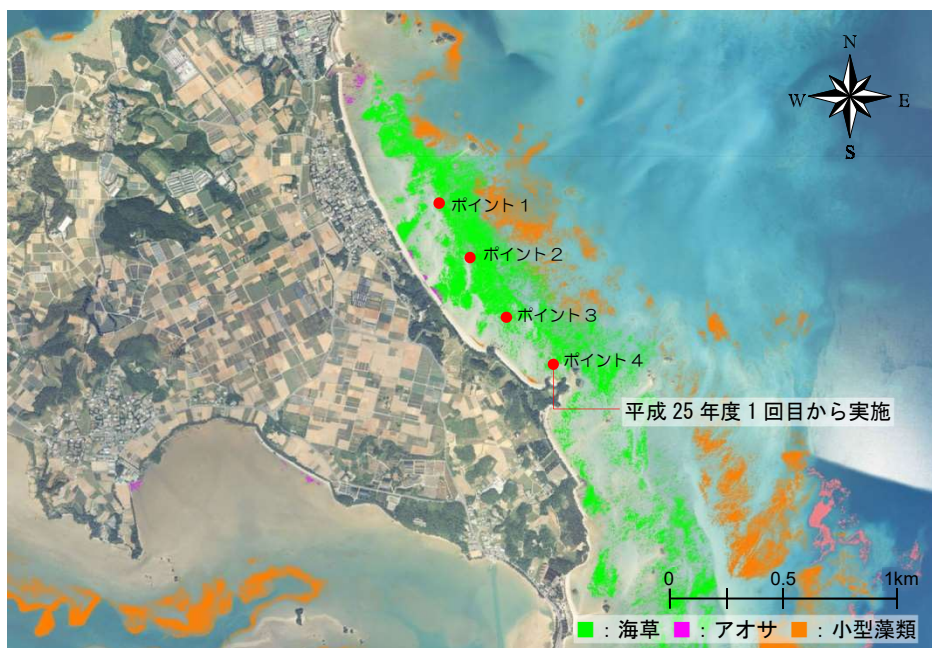 N
W E
S
ポイント1
ポイント2
ポイント3
ポイント4
平成 25 年度 1 回目から実施
0 0.5 1km
：海草 ：アオサ ：小型藻類